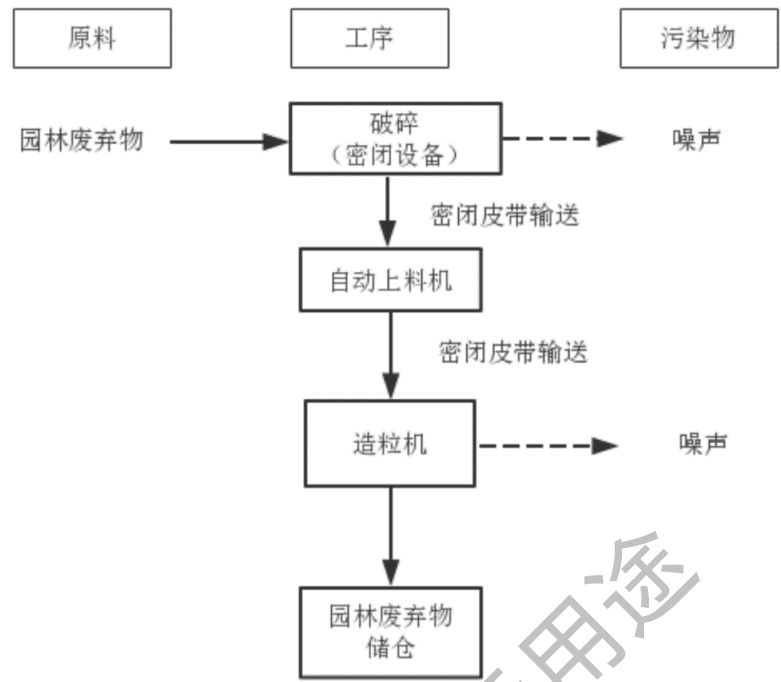 原料
工序
污染物
园林废弃物
破碎
（密闭设备）
噪声
密闭皮带输送
自动上料机
密闭皮带输送
造粒机
噪声
园林废弃物
储仓
用途